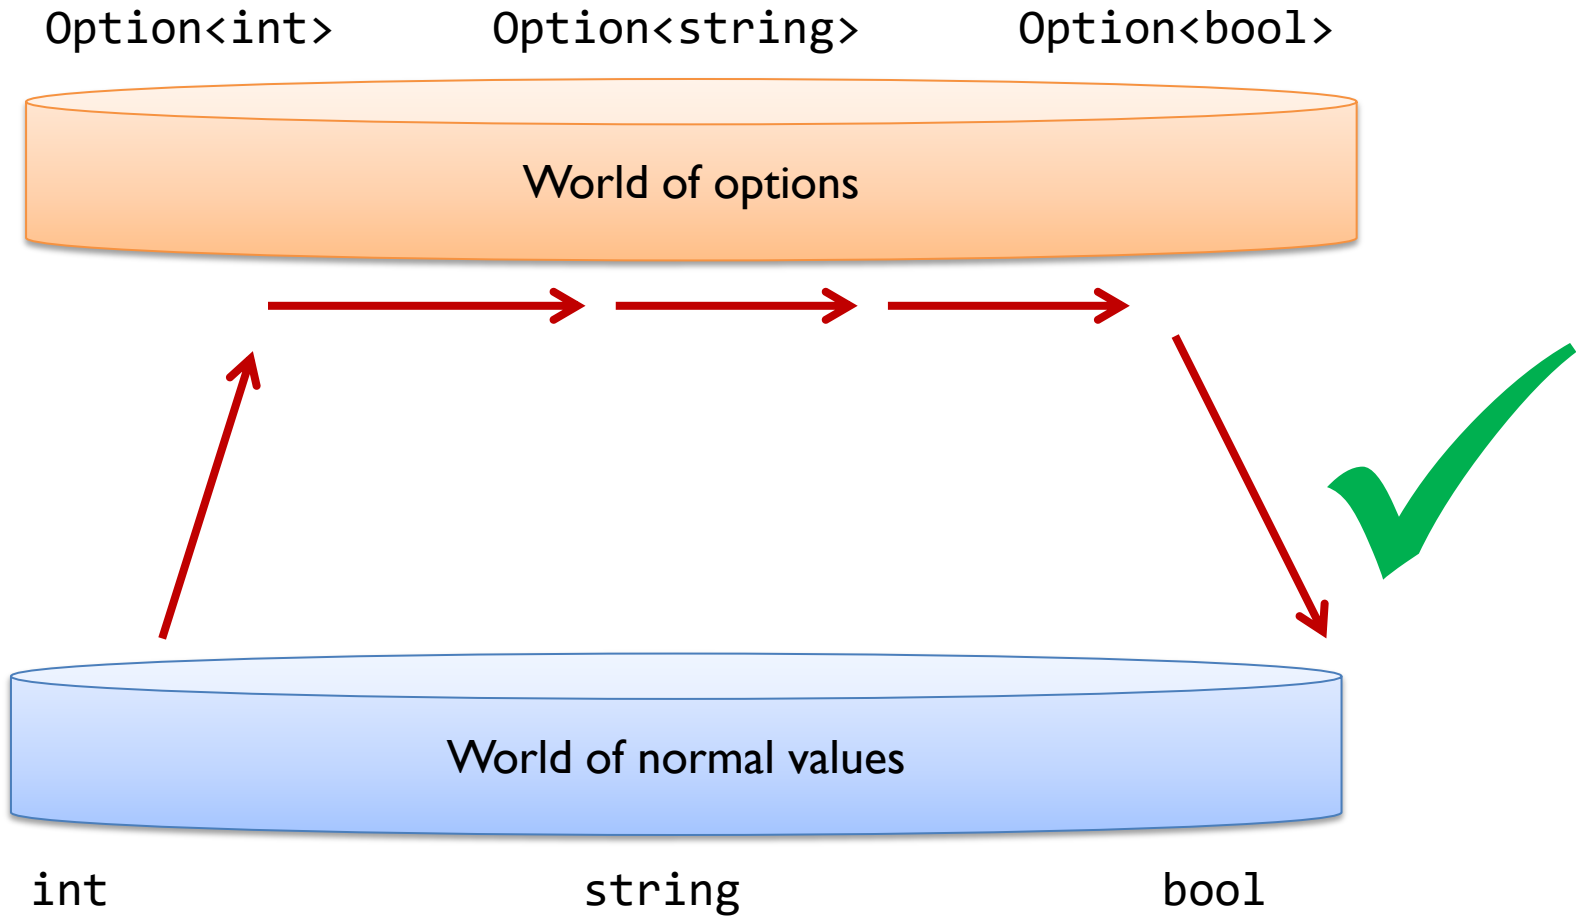 Option<int> Option<string> Option<bool>
World of options
World of normal values
int string bool